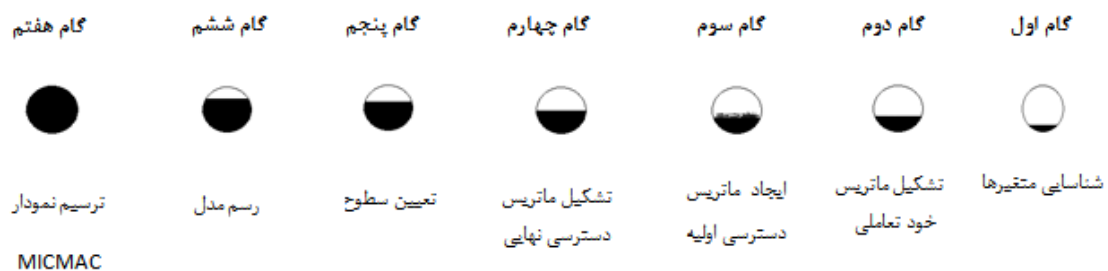 گام اول
گام دوم
گام سوم
گام چهارم
گام پنجم
گام ششم
گام هفتم
شناسایی متغیرها
تشکیل ماتریس
خود تعاملی
ایجاد ماتریس
دسترسی اولیه
تشکیل ماتریس
دسترسی نهایی
تعیین سطوح
رسم مدل
ترسیم نمودار
MICMAC